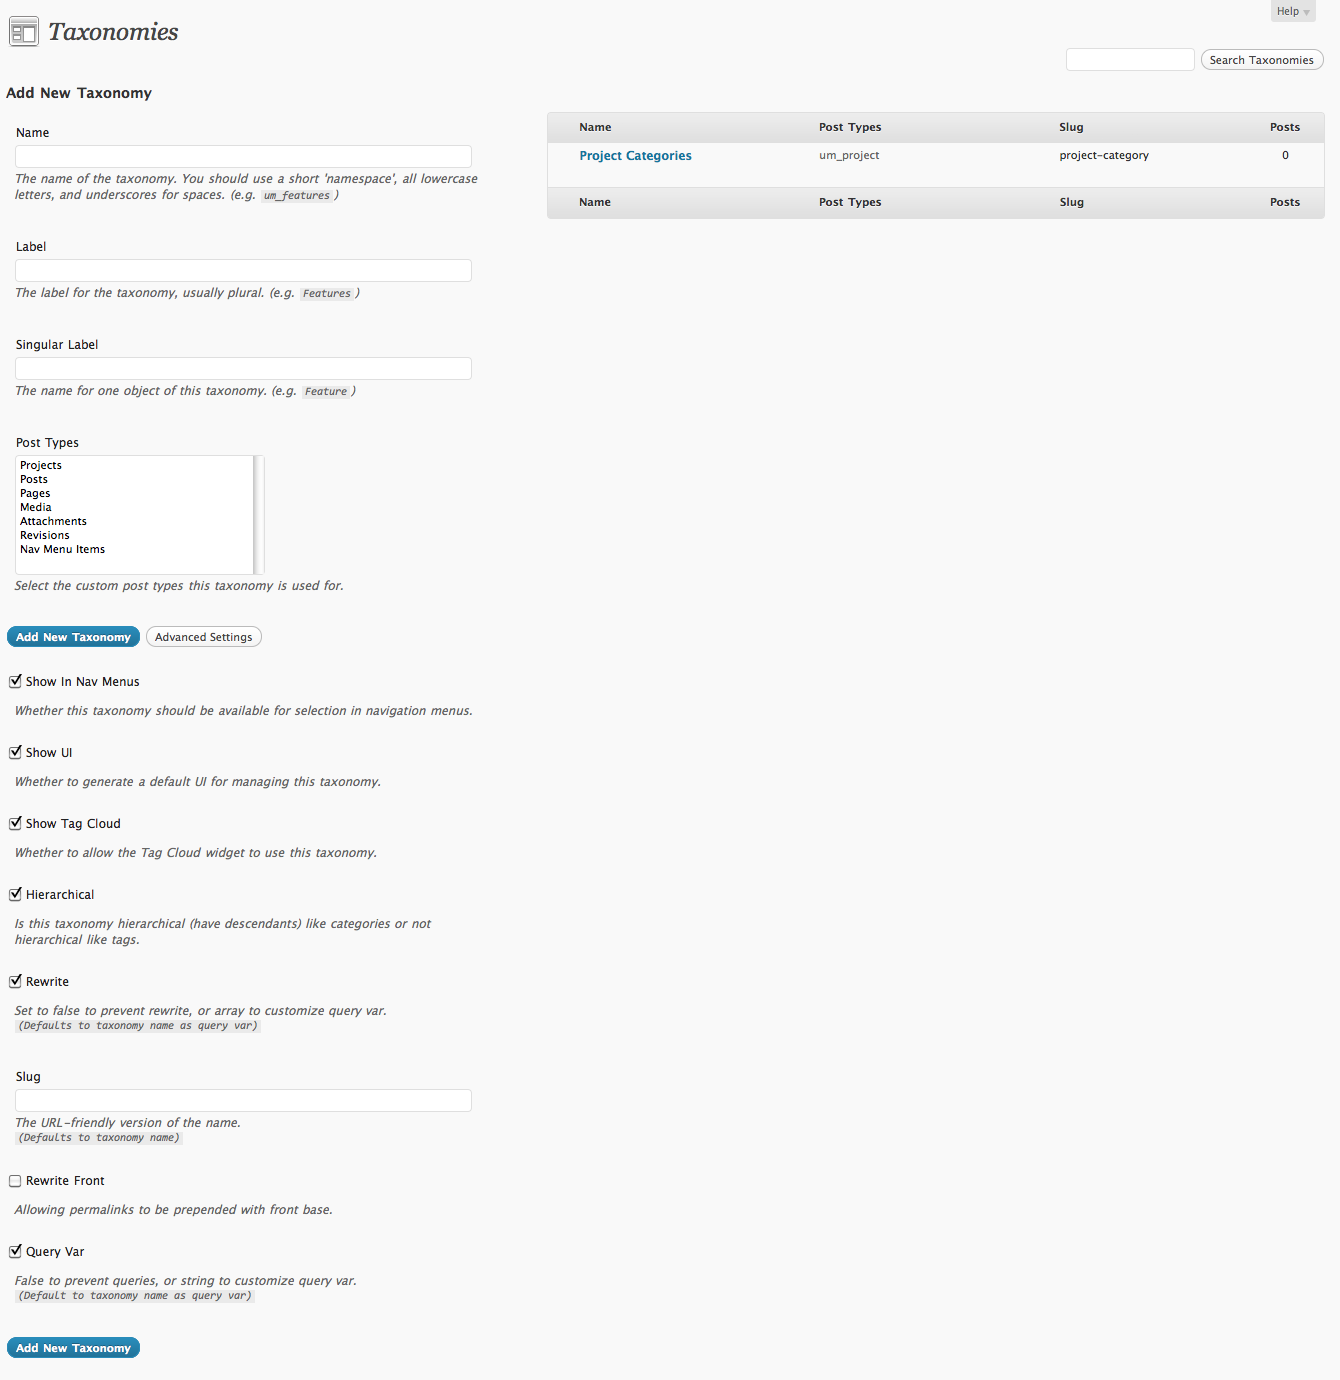 Help
Taxonomies
Search Taxonomies
Add New Taxonomy
Name
The name of the taxonomy. You should use a short 'namespace', all lowercase
letters, and underscores for spaces. (e.g. um_features )
Label
The label for the taxonomy, usually plural. (e.g. Features )
Singular Label
The name for one object of this taxonomy. (e.g. Feature )
Post Types
Projects
Posts
Pages
Media
Attachments
Revisions
Nav Menu Items
Select the custom post types this taxonomy is used for.
Add New Taxonomy Advanced Settings
Show In Nav Menus
Whether this taxonomy should be available for selection in navigation menus.
Show UI
Whether to generate a default UI for managing this taxonomy.
Show Tag Cloud
Whether to allow the Tag Cloud widget to use this taxonomy.
Hierarchical
Is this taxonomy hierarchical (have descendants) like categories or not
hierarchical like tags.
Rewrite
Set to false to prevent rewrite, or array to customize query var.
(Defaults to taxonomy name as query var)
Slug
The URL-friendly version of the name.
(Defaults to taxonomy name)
Rewrite Front
Allowing permalinks to be prepended with front base.
Query Var
False to prevent queries, or string to customize query var.
(Default to taxonomy name as query var)
Add New Taxonomy
Name Post Types Slug Posts
Project Categories um_project project-category 0
Name Post Types Slug Posts